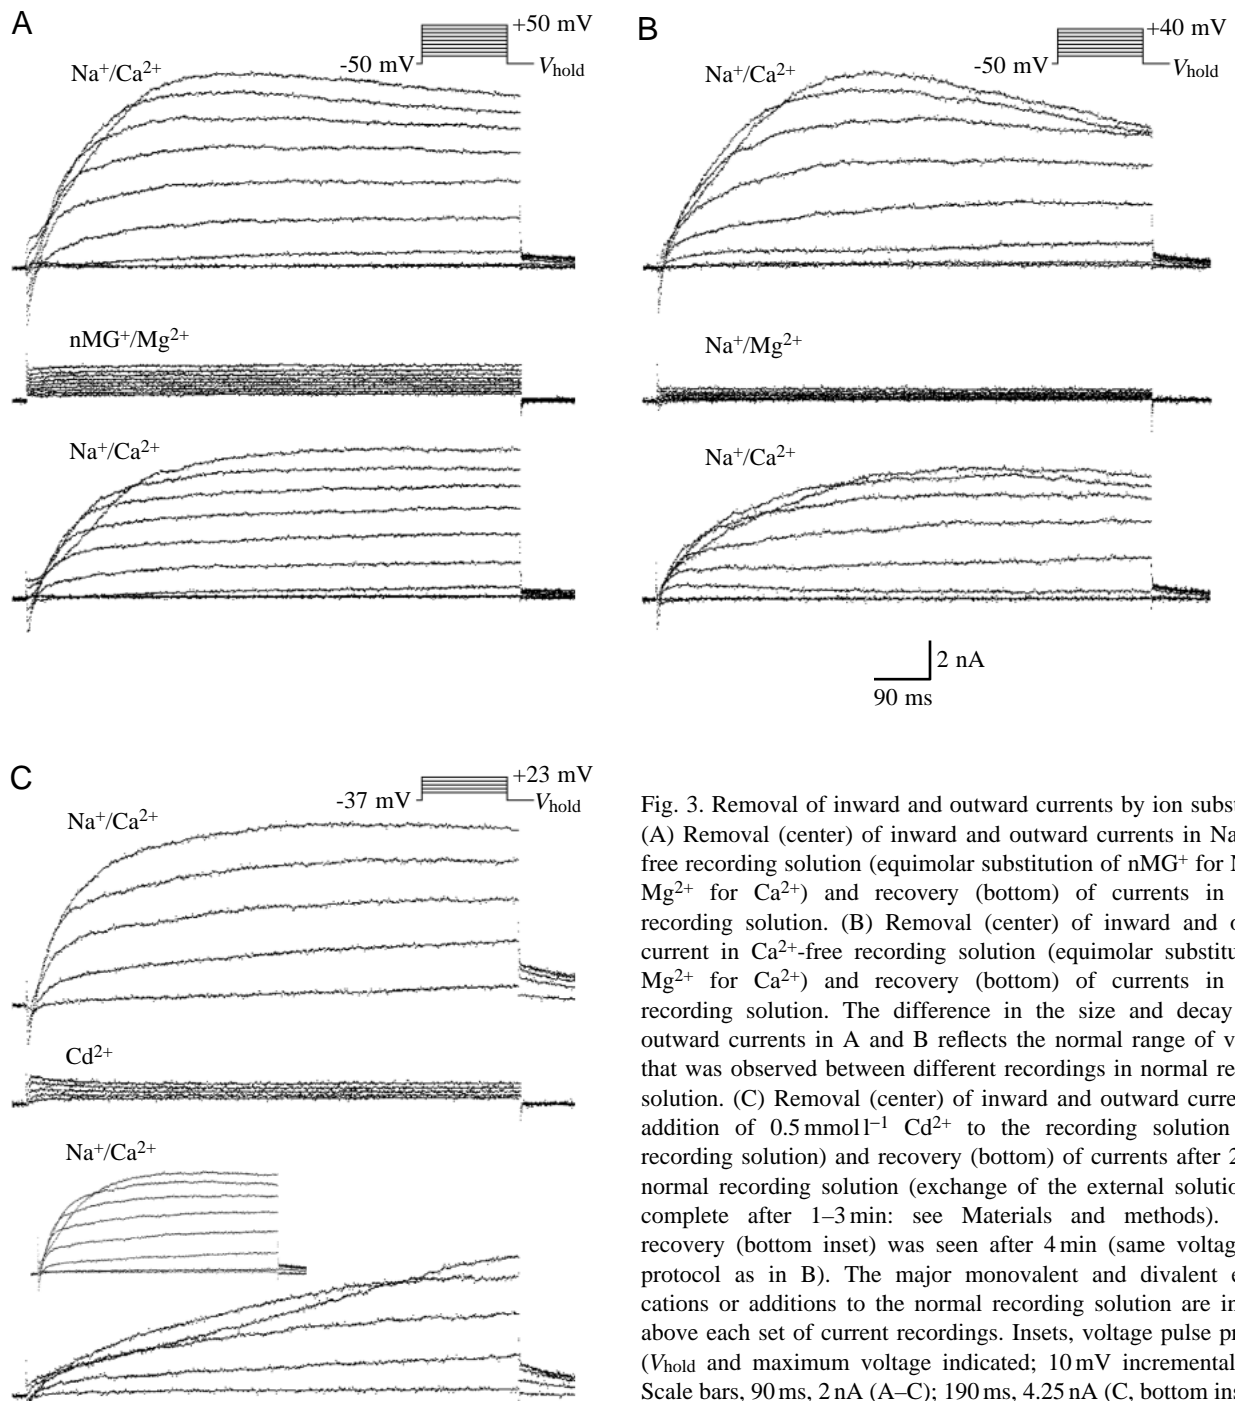 A
+50 mV
-50 mV
Vhold
Na⁺/Ca²⁺
nMG⁺/Mg²⁺
Na⁺/Ca²⁺
B
+40 mV
-50 mV
Vhold
Na⁺/Ca²⁺
Na⁺/Mg²⁺
Na⁺/Ca²⁺
2 nA
90 ms
C
+23 mV
-37 mV
Vhold
Na⁺/Ca²⁺
Cd²⁺
Na⁺/Ca²⁺
Fig. 3. Removal of inward and outward currents by ion subst
(A) Removal (center) of inward and outward currents in Na
free recording solution (equimolar substitution of nMG⁺ for N
Mg²⁺ for Ca²⁺) and recovery (bottom) of currents in
recording solution. (B) Removal (center) of inward and o
current in Ca²⁺-free recording solution (equimolar substitu
Mg²⁺ for Ca²⁺) and recovery (bottom) of currents in
recording solution. The difference in the size and decay
outward currents in A and B reflects the normal range of v
that was observed between different recordings in normal re
solution. (C) Removal (center) of inward and outward curre
addition of 0.5 mmol l⁻¹ Cd²⁺ to the recording solution
recording solution) and recovery (bottom) of currents after 2
normal recording solution (exchange of the external solutio
complete after 1–3 min: see Materials and methods).
recovery (bottom inset) was seen after 4 min (same voltag
protocol as in B). The major monovalent and divalent e
cations or additions to the normal recording solution are in
above each set of current recordings. Insets, voltage pulse pr
(Vhold and maximum voltage indicated; 10 mV incremental
Scale bars, 90 ms, 2 nA (A–C); 190 ms, 4.25 nA (C, bottom ins